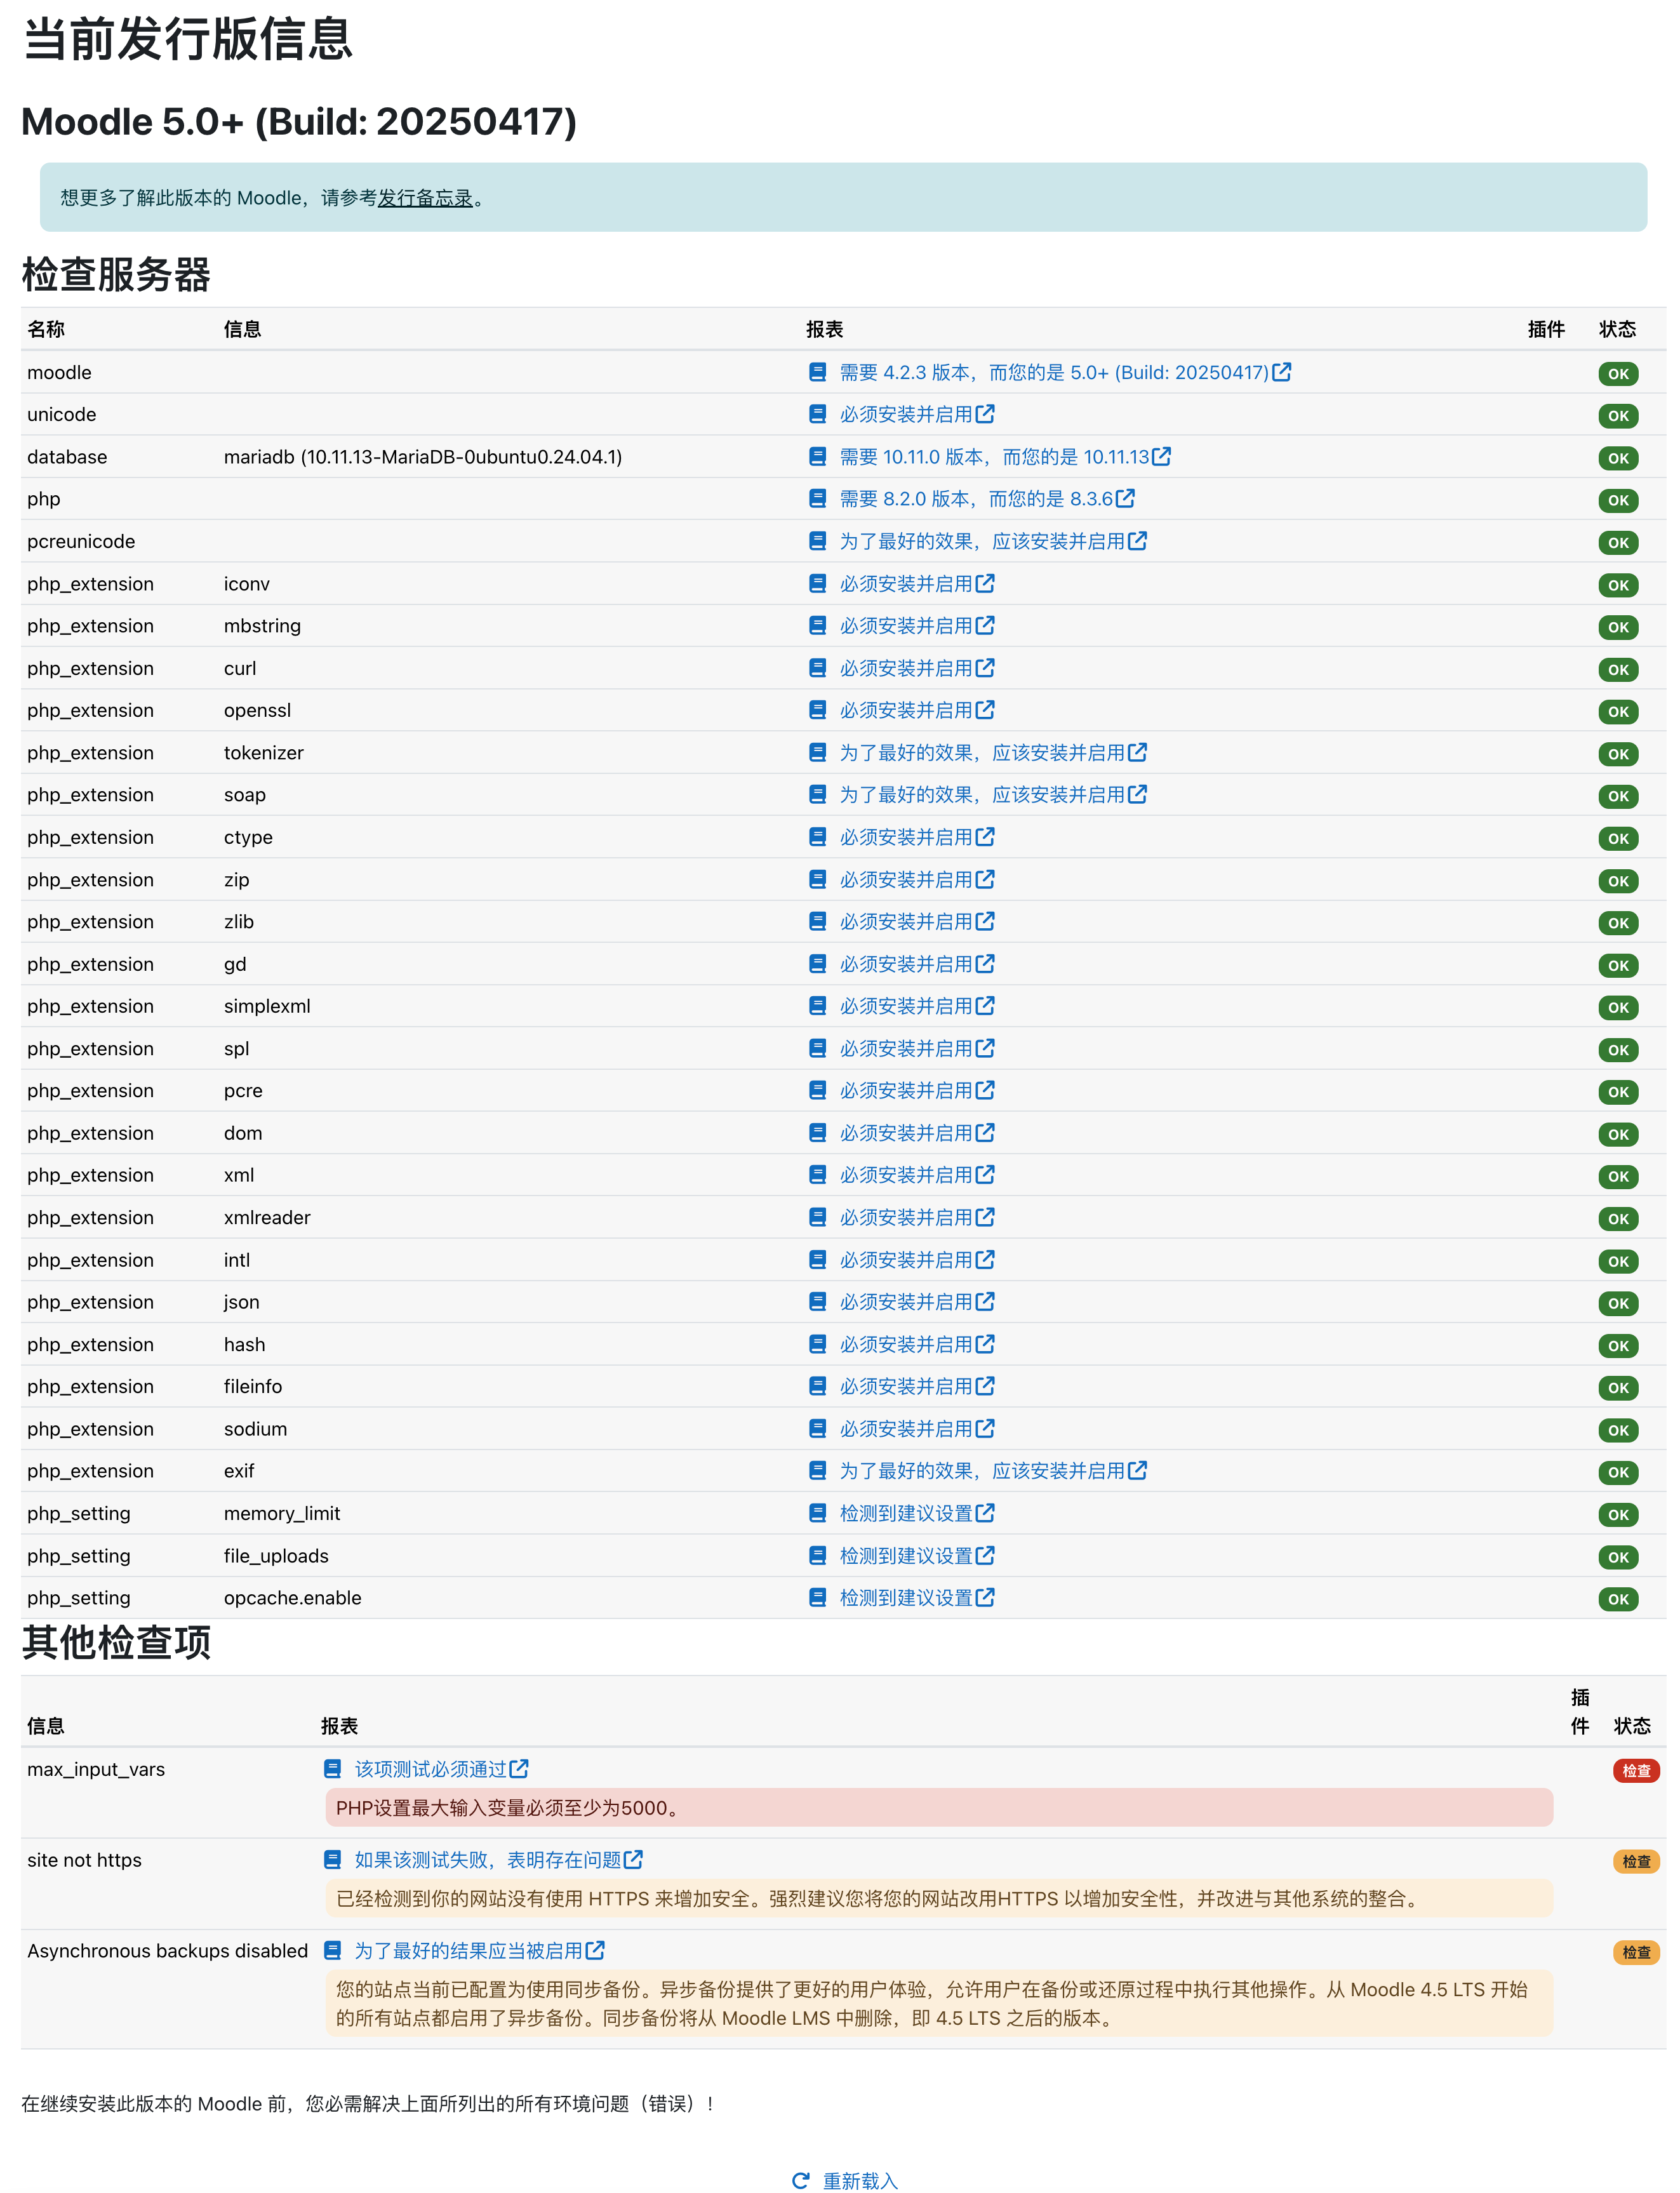 当前发行版信息
Moodle 5.0+ (Build: 20250417)
想更多了解此版本的 Moodle，请参考发行备忘录。
检查服务器
名称 信息 报表 插件 状态
moodle 需要 4.2.3 版本，而您的是 5.0+ (Build: 20250417) OK
unicode 必须安装并启用 OK
database mariadb (10.11.13-MariaDB-0ubuntu0.24.04.1) 需要 10.11.0 版本，而您的是 10.11.13 OK
php 需要 8.2.0 版本，而您的是 8.3.6 OK
pcreunicode 为了最好的效果，应该安装并启用 OK
php_extension iconv 必须安装并启用 OK
php_extension mbstring 必须安装并启用 OK
php_extension curl 必须安装并启用 OK
php_extension openssl 必须安装并启用 OK
php_extension tokenizer 为了最好的效果，应该安装并启用 OK
php_extension soap 为了最好的效果，应该安装并启用 OK
php_extension ctype 必须安装并启用 OK
php_extension zip 必须安装并启用 OK
php_extension zlib 必须安装并启用 OK
php_extension gd 必须安装并启用 OK
php_extension simplexml 必须安装并启用 OK
php_extension spl 必须安装并启用 OK
php_extension pcre 必须安装并启用 OK
php_extension dom 必须安装并启用 OK
php_extension xml 必须安装并启用 OK
php_extension xmlreader 必须安装并启用 OK
php_extension intl 必须安装并启用 OK
php_extension json 必须安装并启用 OK
php_extension hash 必须安装并启用 OK
php_extension fileinfo 必须安装并启用 OK
php_extension sodium 必须安装并启用 OK
php_extension exif 为了最好的效果，应该安装并启用 OK
php_setting memory_limit 检测到建议设置 OK
php_setting file_uploads 检测到建议设置 OK
php_setting opcache.enable 检测到建议设置 OK
其他检查项
信息 报表 插件 状态
max_input_vars 该项测试必须通过 检查
PHP设置最大输入变量必须至少为5000。
site not https 如果该测试失败，表明存在问题 检查
已经检测到你的网站没有使用 HTTPS 来增加安全。强烈建议您将您的网站改用HTTPS 以增加安全性，并改进与其他系统的整合。
Asynchronous backups disabled 为了最好的结果应当被启用 检查
您的站点当前已配置为使用同步备份。异步备份提供了更好的用户体验，允许用户在备份或还原过程中执行其他操作。从 Moodle 4.5 LTS 开始
的所有站点都启用了异步备份。同步备份将从 Moodle LMS 中删除，即 4.5 LTS 之后的版本。
在继续安装此版本的 Moodle 前，您必需解决上面所列出的所有环境问题（错误）！
重新载入